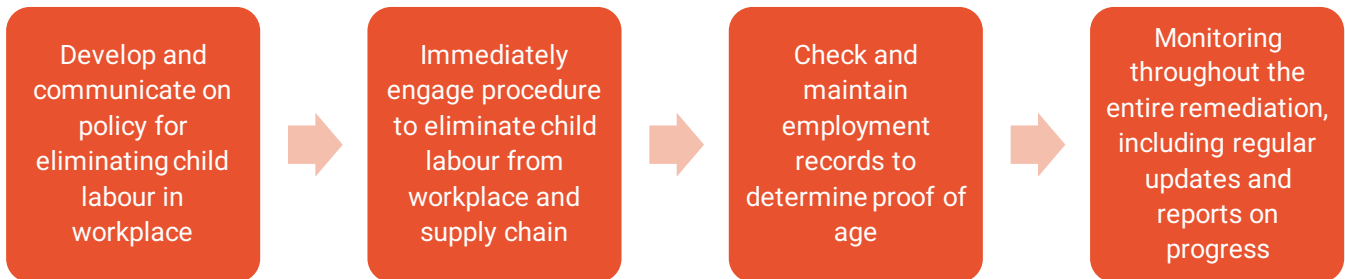 Develop and
communicate on
policy for
eliminating child
labour in
workplace
Immediately
engage procedure
to eliminate child
labour from
workplace and
supply chain
Check and
maintain
employment
records to
determine proof of
age
Monitoring
throughout the
entire remediation,
including regular
updates and
reports on
progress